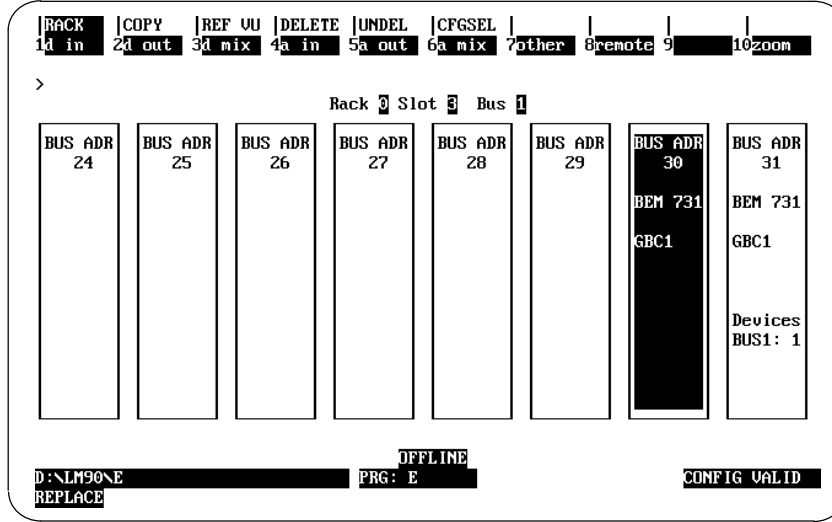 |RACK |COPY |REF VU |DELETE |UNDEL |CFGSEL | | | |
1d in 2d out 3d mix 4a in 5a out 6a mix 7other 8remote 9 10zoom
>
Rack 0 Slot 3 Bus 1
BUS ADR BUS ADR BUS ADR BUS ADR BUS ADR BUS ADR BUS ADR BUS ADR
24 25 26 27 28 29 30 31
BEM 731 BEM 731
GBC1 GBC1
Devices
BUS1: 1
OFFLINE
D:\LM90\E PRG: E CONFIG VALID
REPLACE